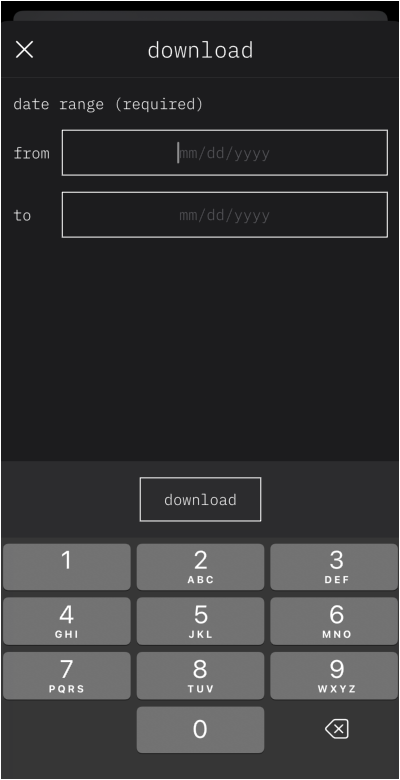 download
date range (required)
from mm/dd/yyyy
to mm/dd/yyyy
download
1 2 3
ABC DEF
4 5 6
GHI JKL MNO
7 8 9
PQRS TUV WXYZ
0